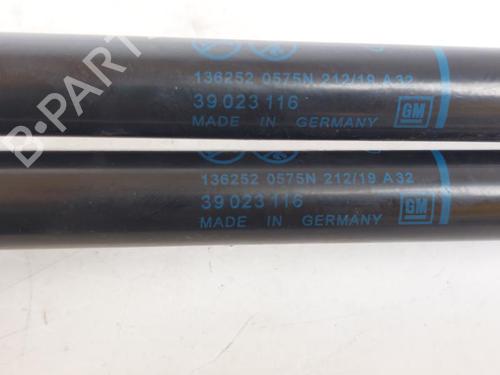 136252 0575N 212/19 A32
39 023 116
MADE IN GERMANY
GM
136252 0575N 212/19 A32
39 023 116
MADE IN GERMANY
GM
B-PARTS